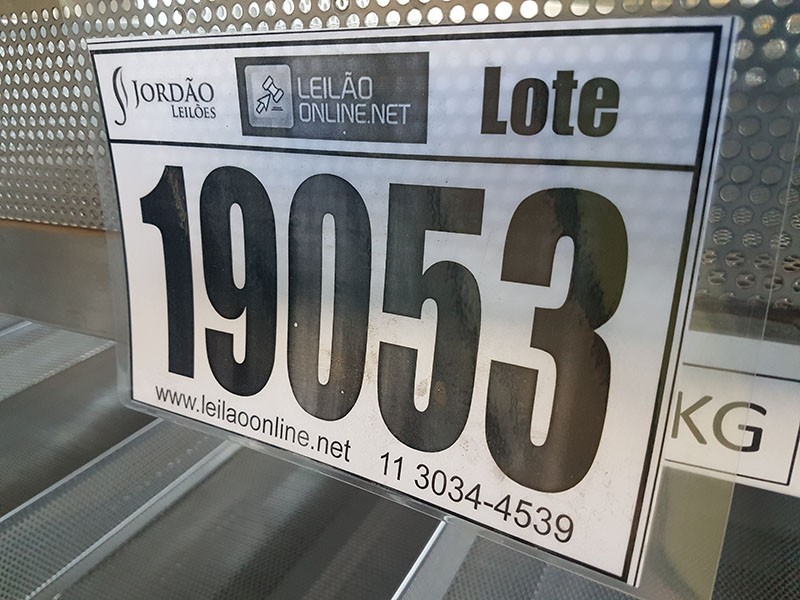 JORDÃO
LEILÕES
LEILÃO
ONLINE.NET
Lote
19053
www.leilaoonline.net
11 3034-4539
KG